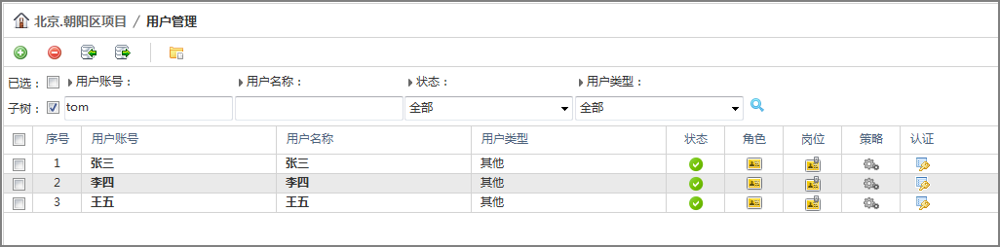 北京.朝阳区项目 / 用户管理
已选： 用户账号： 用户名称： 状态： 用户类型：
子树： tom 全部 全部
序号 用户账号 用户名称 用户类型 状态 角色 岗位 策略 认证
1 张三 张三 其他
2 李四 李四 其他
3 王五 王五 其他